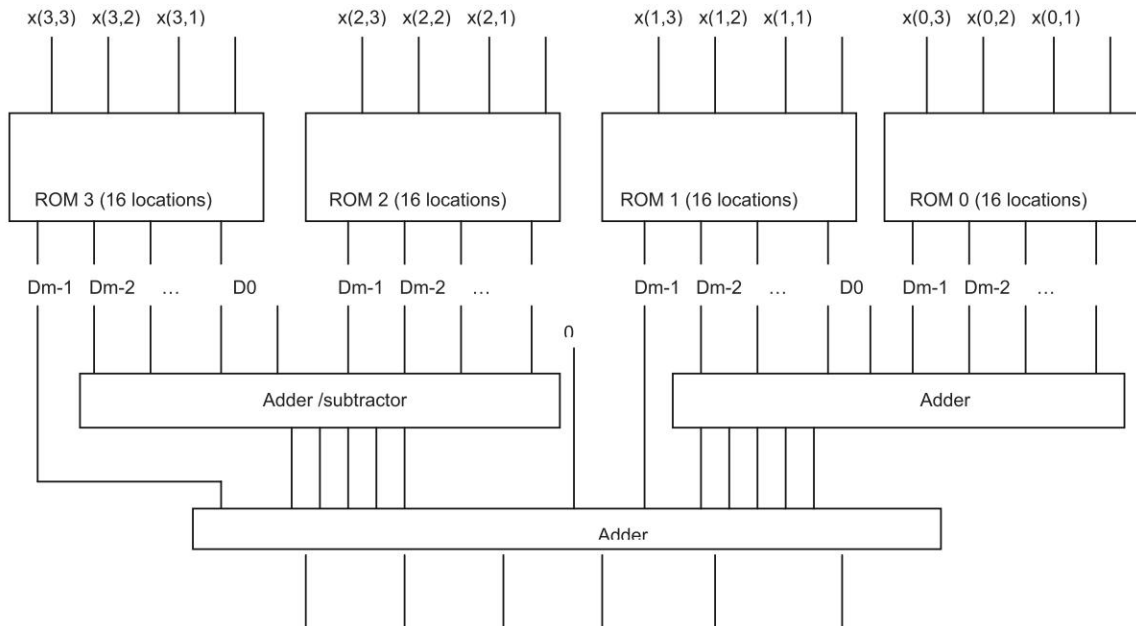 x(3,3) x(3,2) x(3,1) x(2,3) x(2,2) x(2,1) x(1,3) x(1,2) x(1,1) x(0,3) x(0,2) x(0,1)
ROM 3 (16 locations) ROM 2 (16 locations) ROM 1 (16 locations) ROM 0 (16 locations)
Dm-1 Dm-2 ... D0 Dm-1 Dm-2 ... Dm-1 Dm-2 ... D0 Dm-1 Dm-2 ...
0
Adder /subtractor Adder
Adder